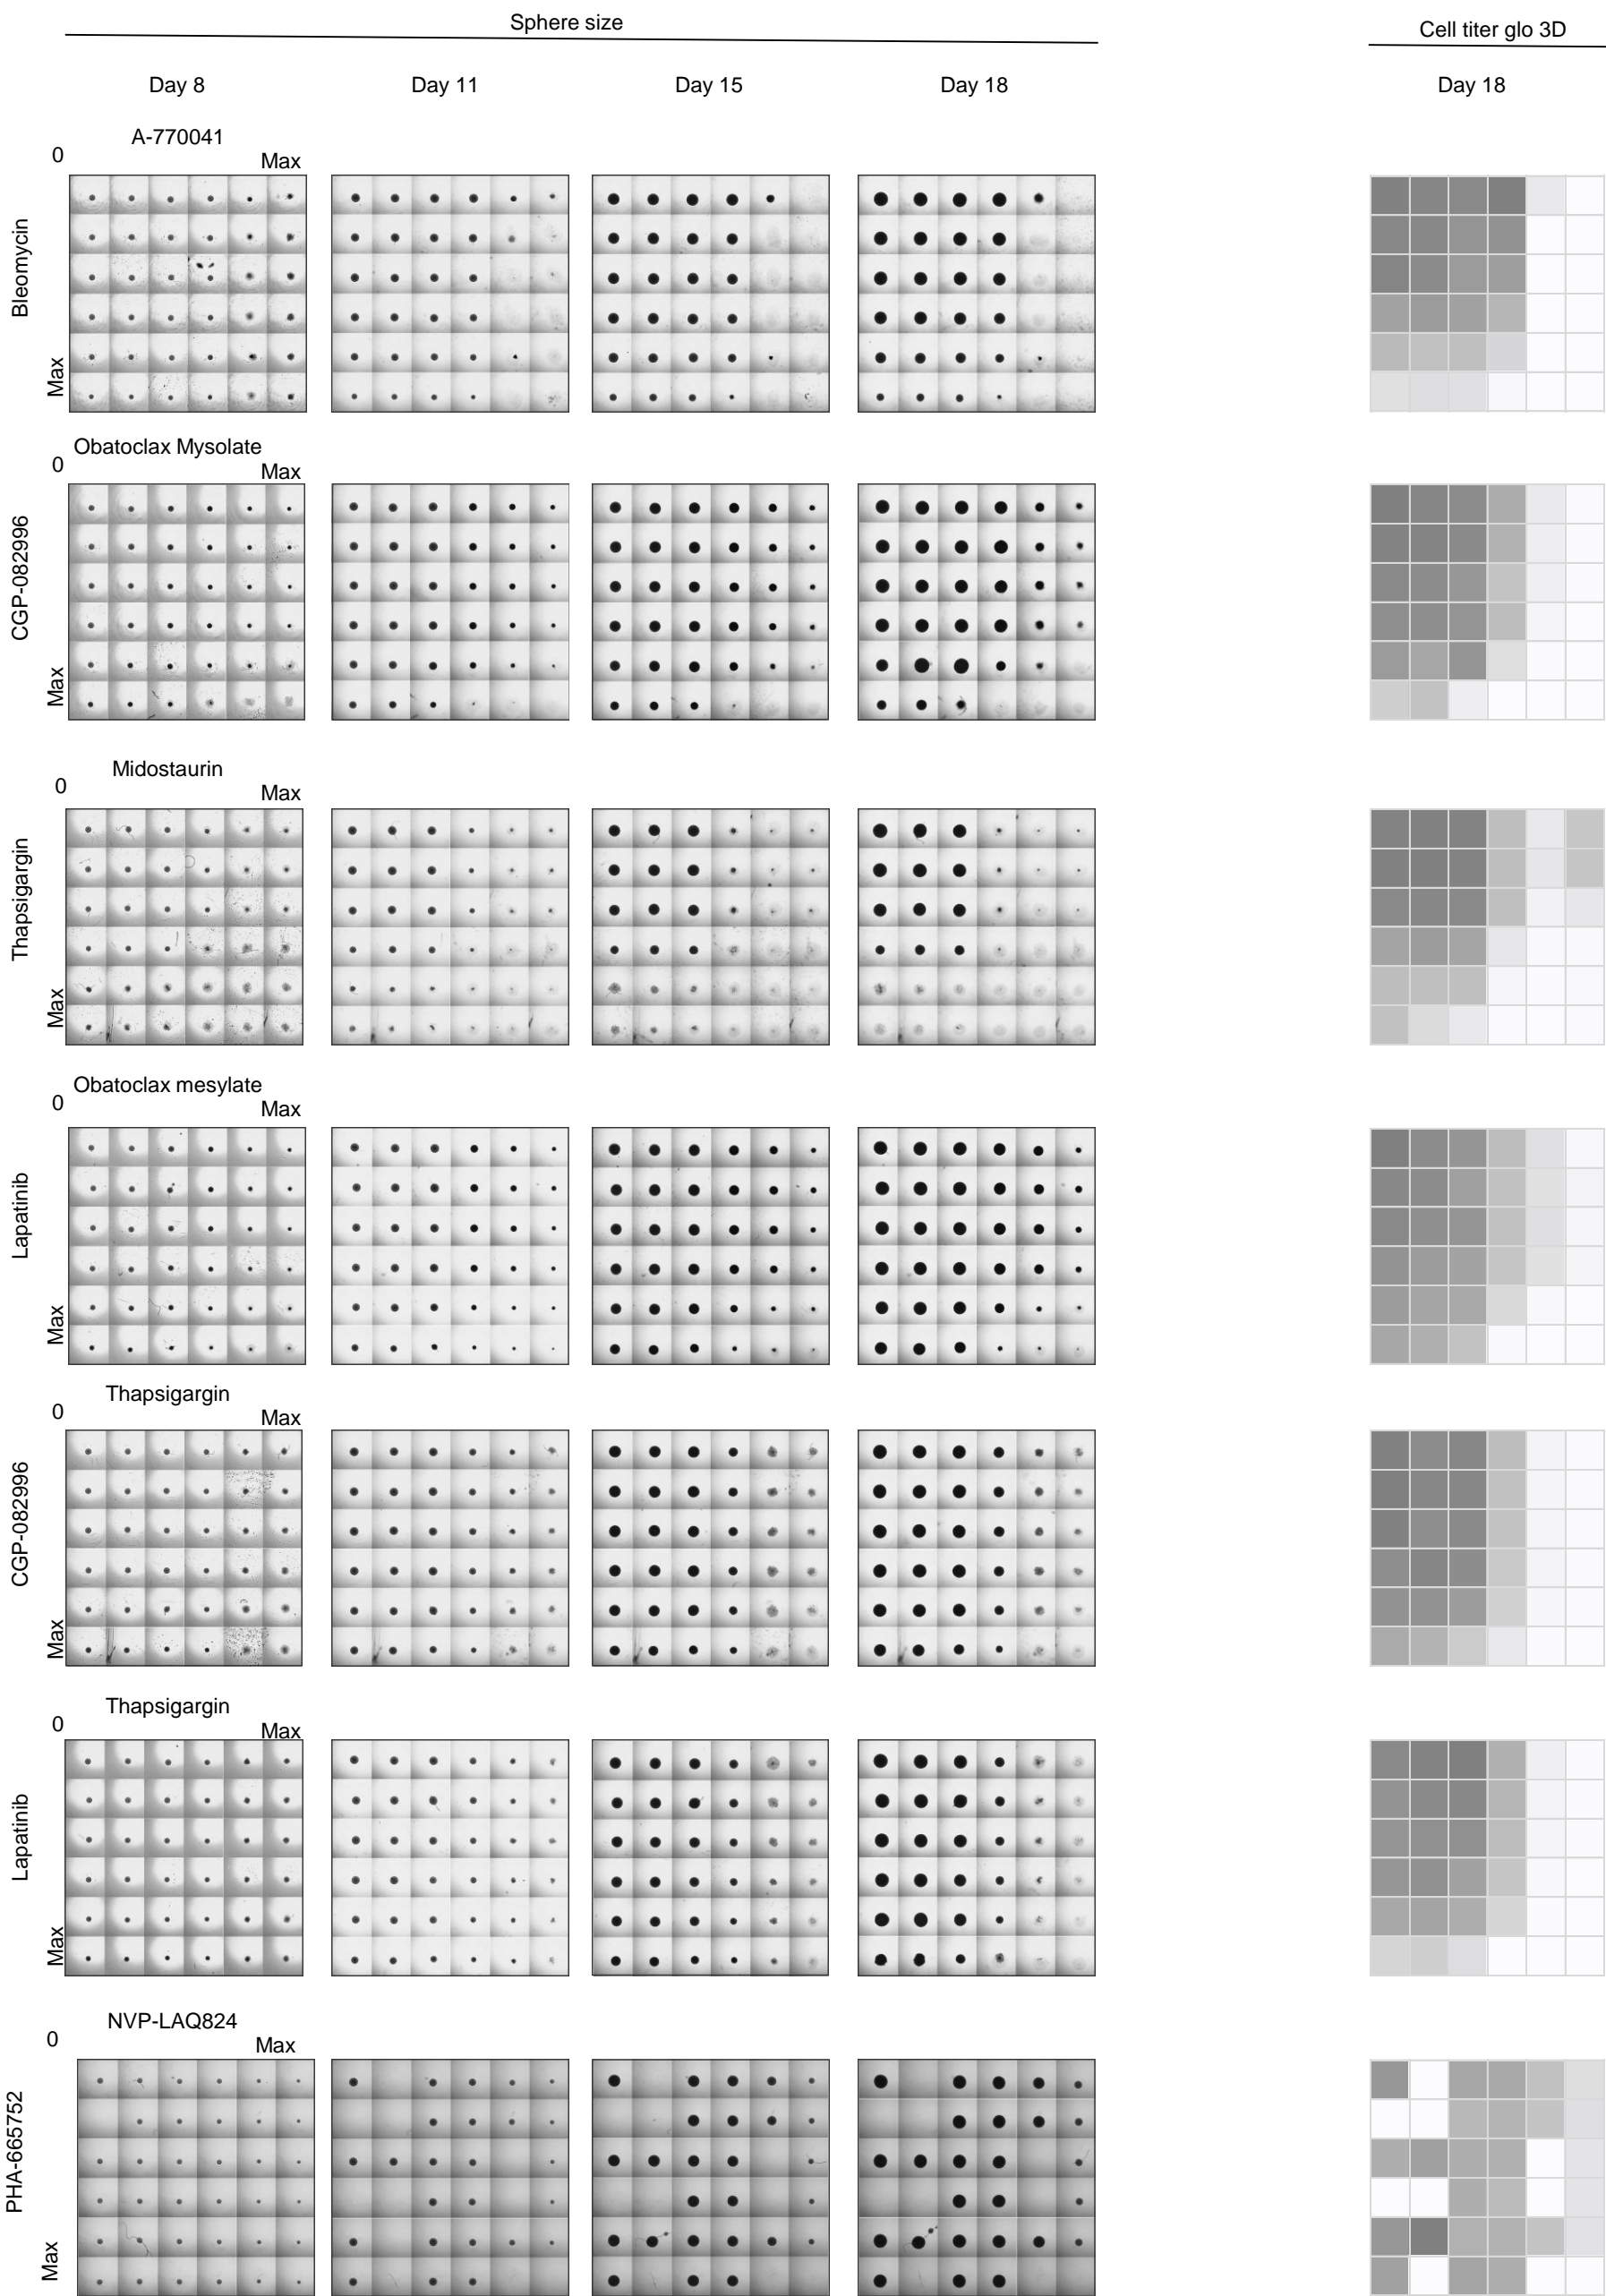 Sphere size
Cell titer glo 3D
Day 8
Day 11
Day 15
Day 18
Day 18
A-770041
0
Max
Bleomycin
Max
Obatoclax Mysolate
0
Max
CGP-082996
Max
Midostaurin
0
Max
Thapsigargin
Max
Obatoclax mesylate
0
Max
Lapatinib
Max
Thapsigargin
0
Max
CGP-082996
Max
Thapsigargin
0
Max
Lapatinib
Max
NVP-LAQ824
0
Max
PHA-665752
Max